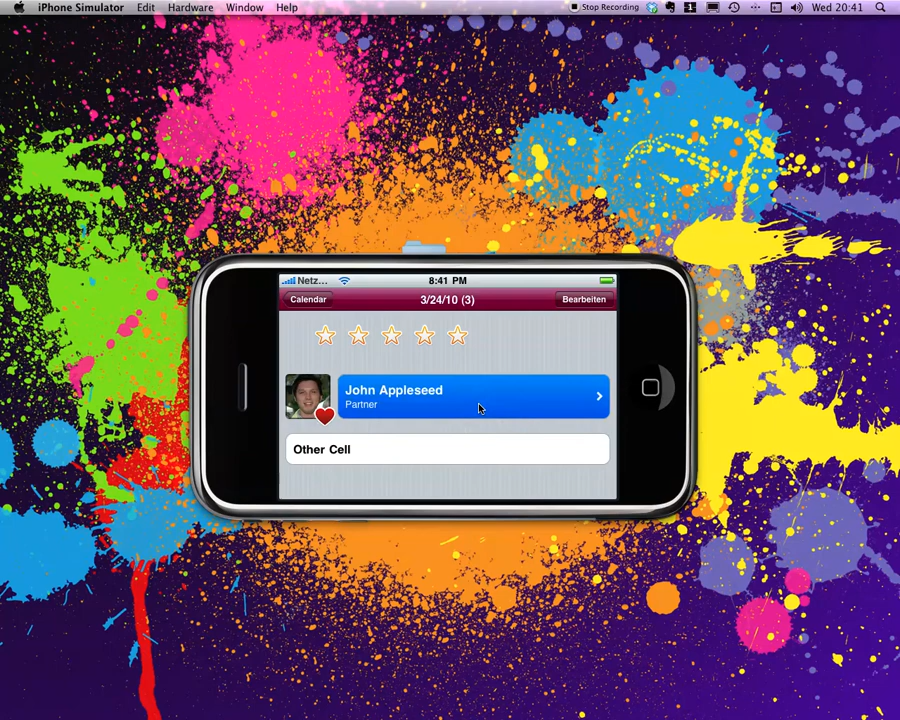 iPhone Simulator Edit Hardware Window Help Stop Recording Wed 20:41
Netz... 8:41 PM
Calendar 3/24/10 (3) Bearbeiten
John Appleseed
Partner
Other Cell